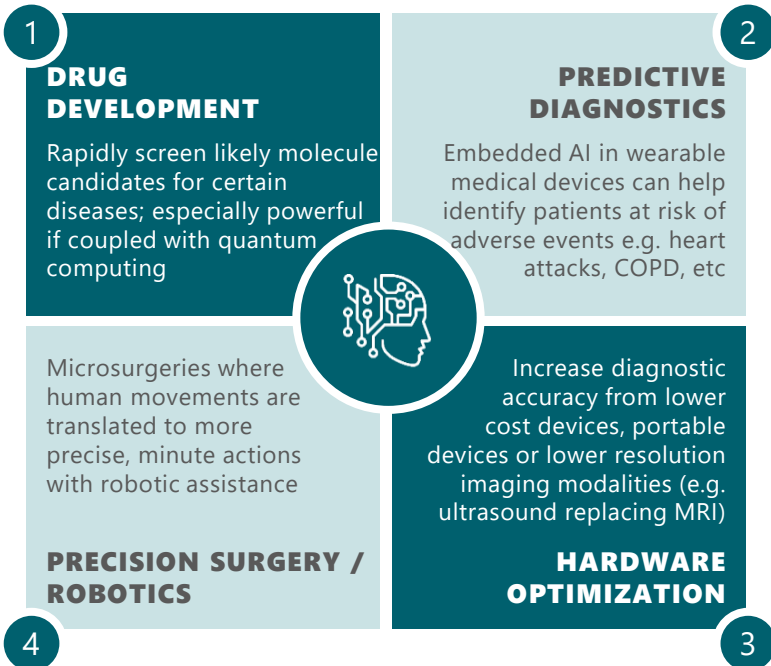 1
DRUG
DEVELOPMENT
Rapidly screen likely molecule
candidates for certain
diseases; especially powerful
if coupled with quantum
computing
2
PREDICTIVE
DIAGNOSTICS
Embedded AI in wearable
medical devices can help
identify patients at risk of
adverse events e.g. heart
attacks, COPD, etc
Increase diagnostic
accuracy from lower
cost devices, portable
devices or lower resolution
imaging modalities (e.g.
ultrasound replacing MRI)
HARDWARE
OPTIMIZATION
3
Microsurgeries where
human movements are
translated to more
precise, minute actions
with robotic assistance
PRECISION SURGERY /
ROBOTICS
4